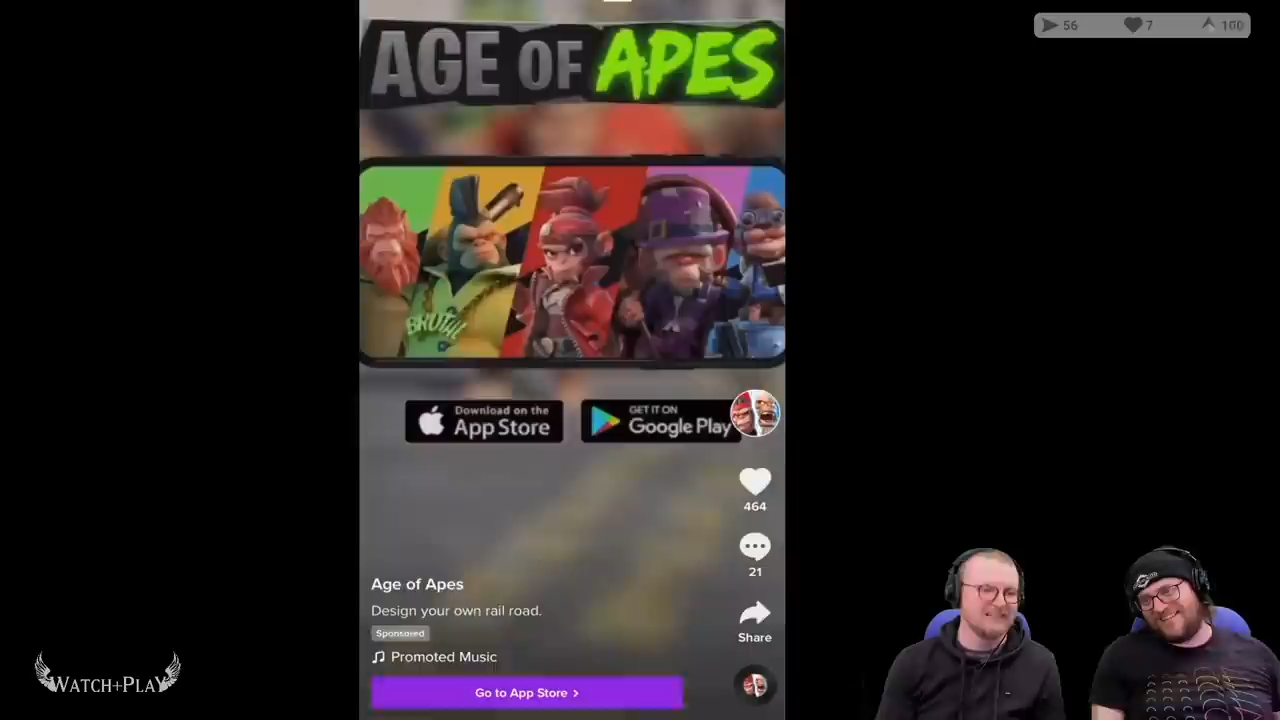 56 7 100
AGE OF APES
BRUTAL
Download on the
App Store
GET IT ON
Google Play
464
21
Age of Apes
Design your own rail road.
Share
Sponsored
Promoted Music
Go to App Store >
WATCH+PLAY